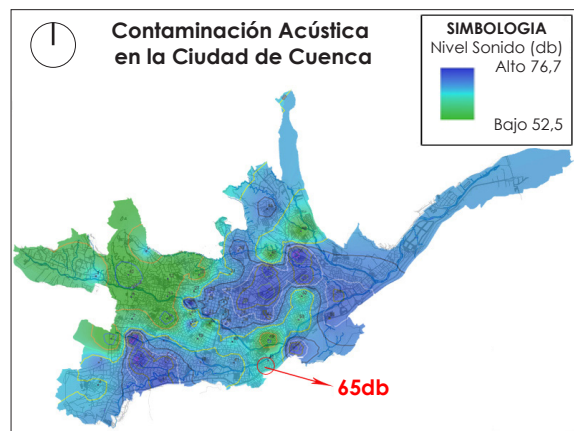 Contaminación Acústica
en la Ciudad de Cuenca
SIMBOLOGIA
Nivel Sonido (db)
Alto 76,7
Bajo 52,5
65db